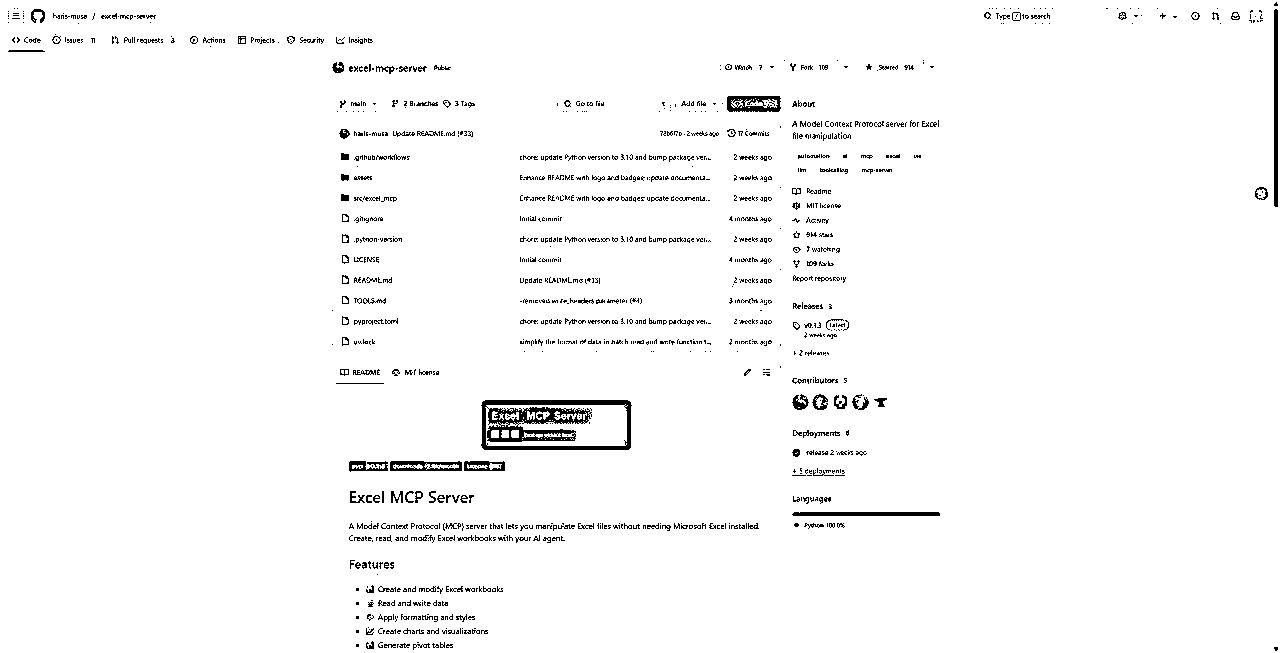 haris-musa / excel-mcp-server
Type / to search
Code Issues 11 Pull requests 3 Actions Projects Security Insights
excel-mcp-server Public
Watch 7 Fork 109 Starred 914
main 2 Branches 3 Tags Go to file Add file Code
haris-musa Update README.md (#33) 2 weeks ago 17 Commits
.github/workflows chore: update Python version to 3.10 and bump package ver... 2 weeks ago
assets Enhance README with logo and badges; update documenta... 2 weeks ago
src/excel_mcp Enhance README with logo and badges; update documenta... 2 weeks ago
.gitignore Initial commit 4 months ago
.python-version chore: update Python version to 3.10 and bump package ver... 2 weeks ago
LICENSE Initial commit 4 months ago
README.md Update README.md (#33) 2 weeks ago
TOOLS.md 3 months ago
pyproject.toml chore: update Python version to 3.10 and bump package ver... 2 weeks ago
uv.lock simplify the format of data in batch read and write function t... 2 months ago
README MIT license
Excel MCP Server
Excel MCP Server
A Model Context Protocol (MCP) server that lets you manipulate Excel files without needing Microsoft Excel installed.
Create, read, and modify Excel workbooks with your AI agent.
Features
Create and modify Excel workbooks
Read and write data
Apply formatting and styles
Create charts and visualizations
Generate pivot tables
About
A Model Context Protocol server for Excel
file manipulation
automation ai mcp excel
llm toolcalling mcp-server
Readme
MIT license
Activity
914 stars
7 watching
109 forks
Report repository
Releases 3
v0.1.3 Latest
2 weeks ago
+ 2 releases
Contributors 5
Deployments 6
release 2 weeks ago
+ 5 deployments
Languages
Python 100.0%